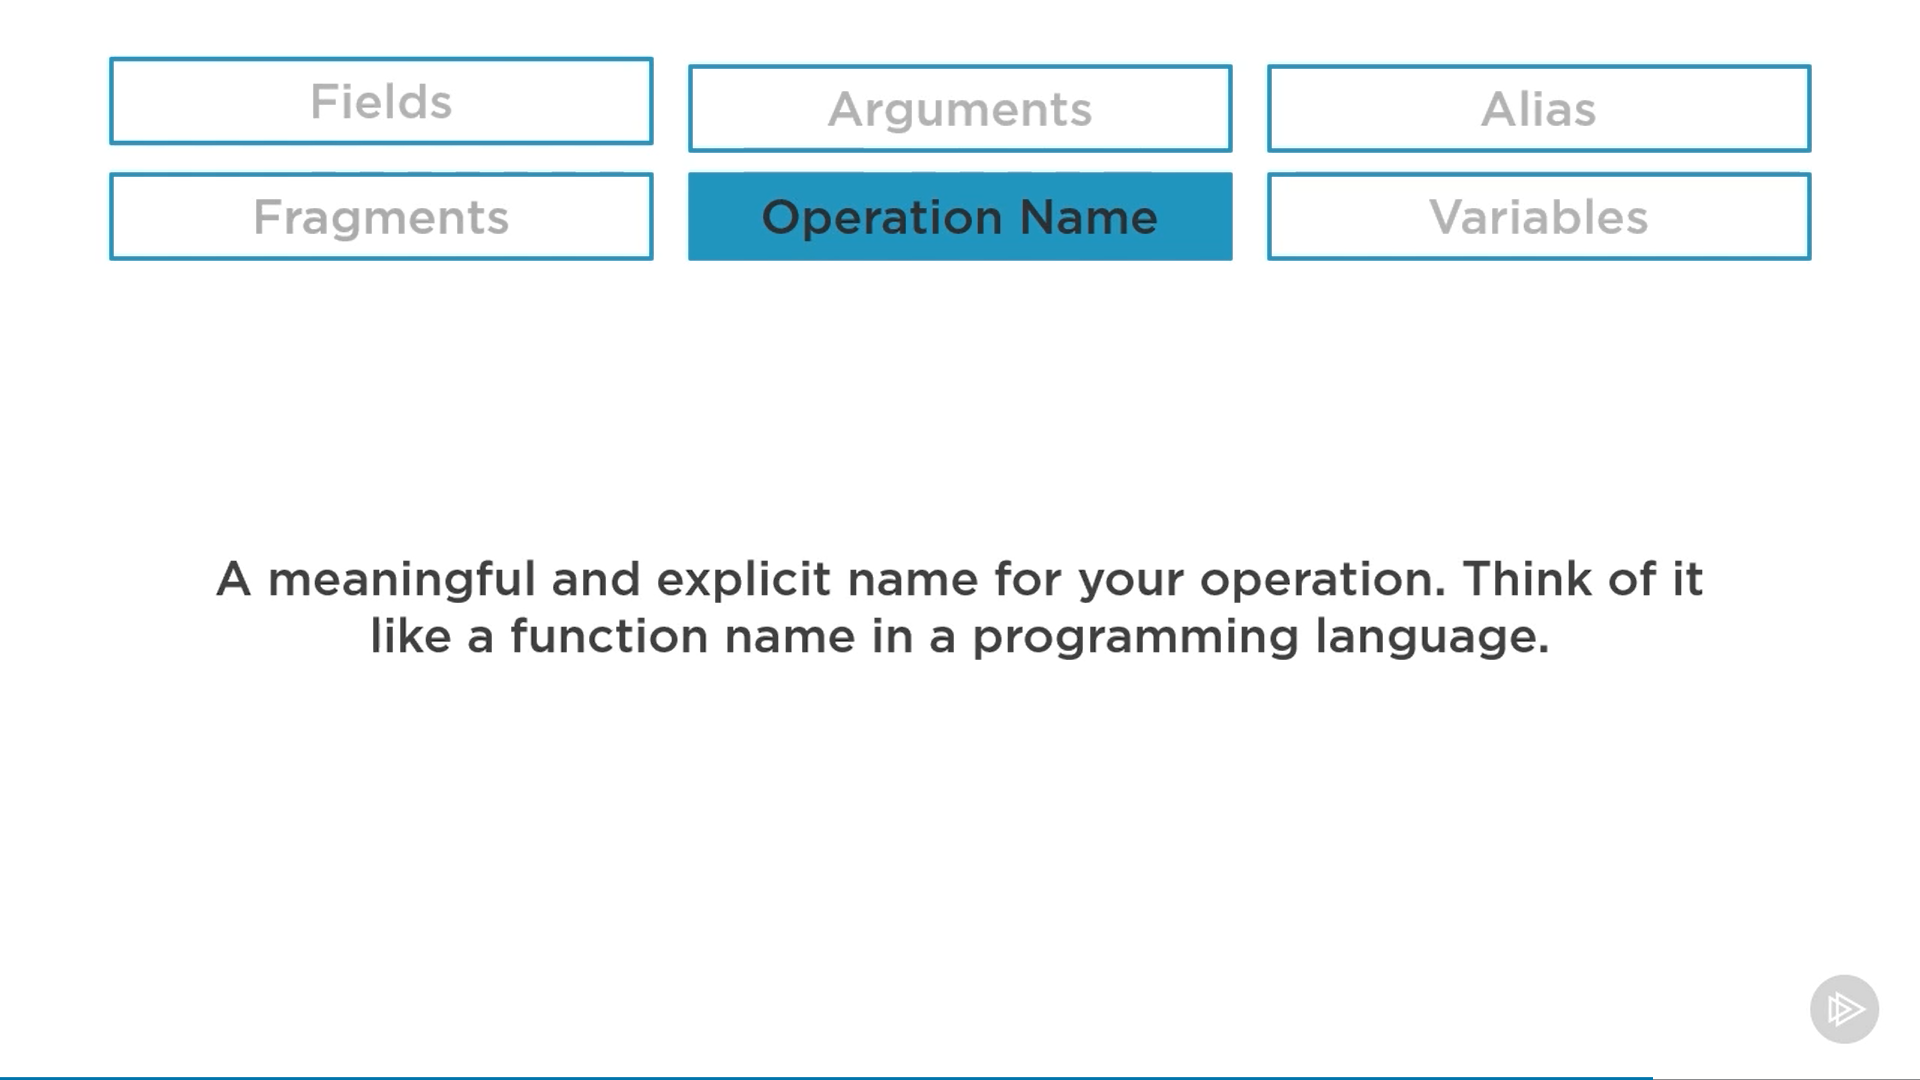 Fields
Arguments
Alias
Fragments
Operation Name
Variables
A meaningful and explicit name for your operation. Think of it
like a function name in a programming language.